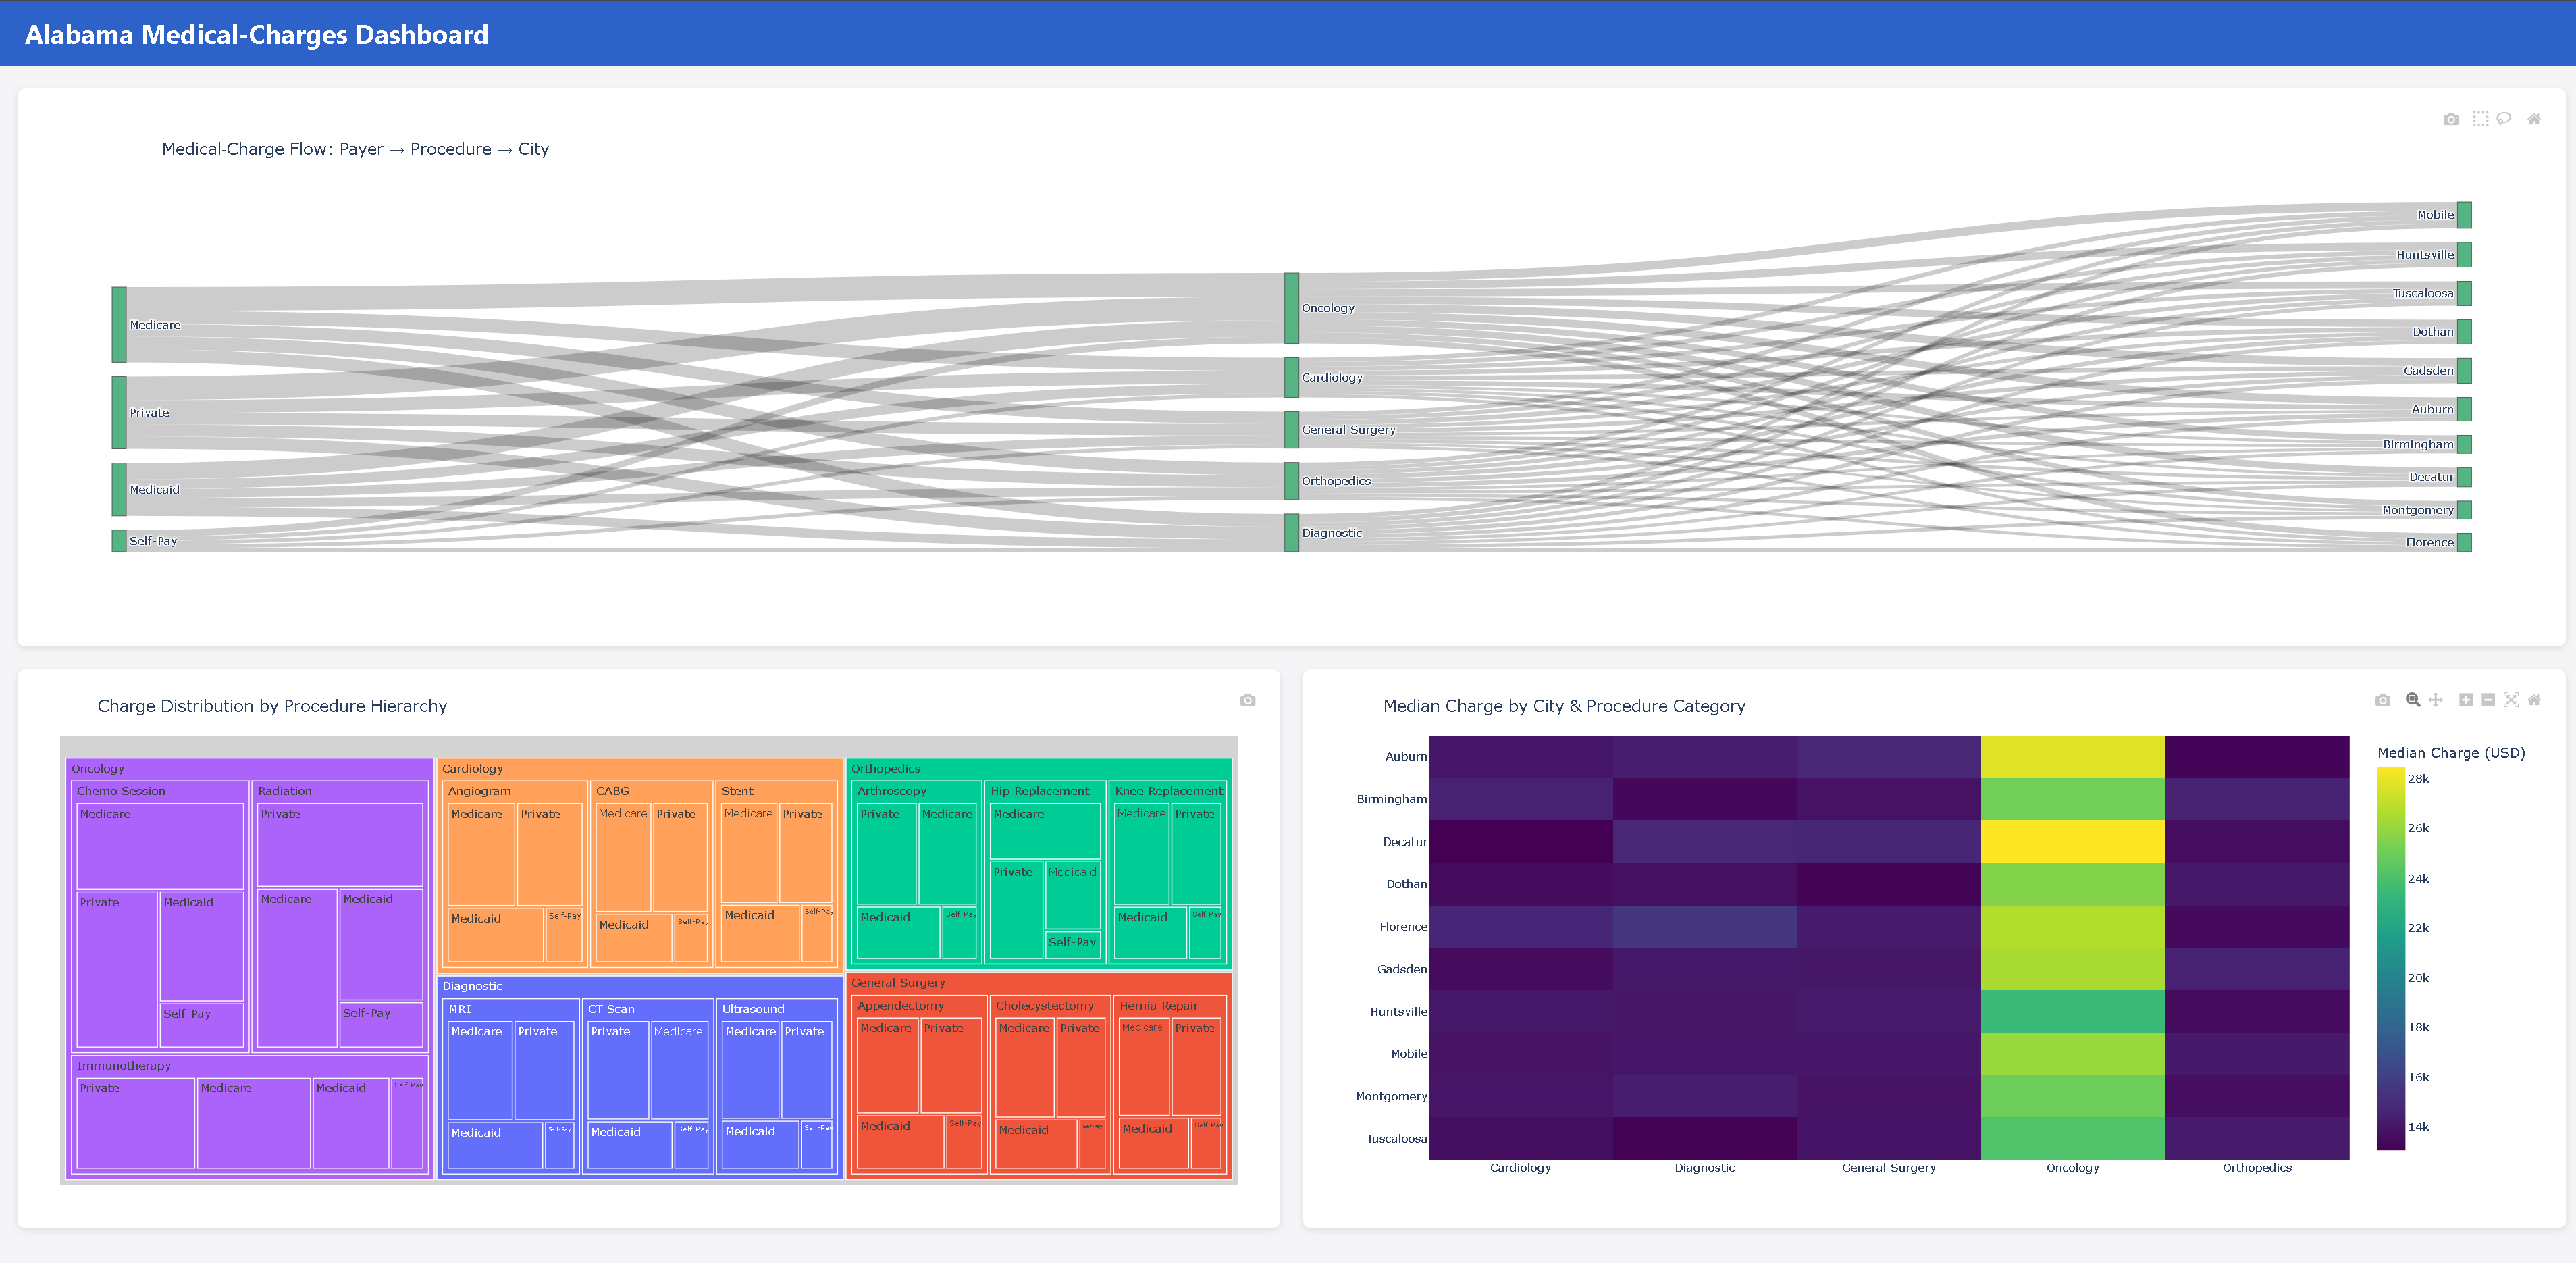 Alabama Medical-Charges Dashboard
Medical-Charge Flow: Payer → Procedure → City
Medicare
Private
Medicaid
Self-Pay
Oncology
Cardiology
General Surgery
Orthopedics
Diagnostic
Mobile
Huntsville
Tuscaloosa
Dothan
Gadsden
Auburn
Birmingham
Decatur
Montgomery
Florence
Charge Distribution by Procedure Hierarchy
Oncology
Chemo Session
Medicare
Private
Medicaid
Self-Pay
Radiation
Private
Medicare
Medicaid
Self-Pay
Immunotherapy
Private
Medicare
Medicaid
Self-Pay
Cardiology
Angiogram
Medicare
Private
Medicaid
Self-Pay
CABG
Medicare
Private
Medicaid
Self-Pay
Stent
Medicare
Private
Medicaid
Self-Pay
Diagnostic
MRI
Medicare
Private
Medicaid
Self-Pay
CT Scan
Private
Medicare
Medicaid
Self-Pay
Ultrasound
Medicare
Private
Medicaid
Self-Pay
Orthopedics
Arthroscopy
Private
Medicare
Medicaid
Self-Pay
Hip Replacement
Medicare
Private
Medicaid
Self-Pay
Knee Replacement
Medicare
Private
Medicaid
Self-Pay
General Surgery
Appendectomy
Medicare
Private
Medicaid
Self-Pay
Cholecystectomy
Medicare
Private
Medicaid
Self-Pay
Hernia Repair
Medicare
Private
Medicaid
Self-Pay
Median Charge by City & Procedure Category
Auburn
Birmingham
Decatur
Dothan
Florence
Gadsden
Huntsville
Mobile
Montgomery
Tuscaloosa
Cardiology
Diagnostic
General Surgery
Oncology
Orthopedics
Median Charge (USD)
28k
26k
24k
22k
20k
18k
16k
14k